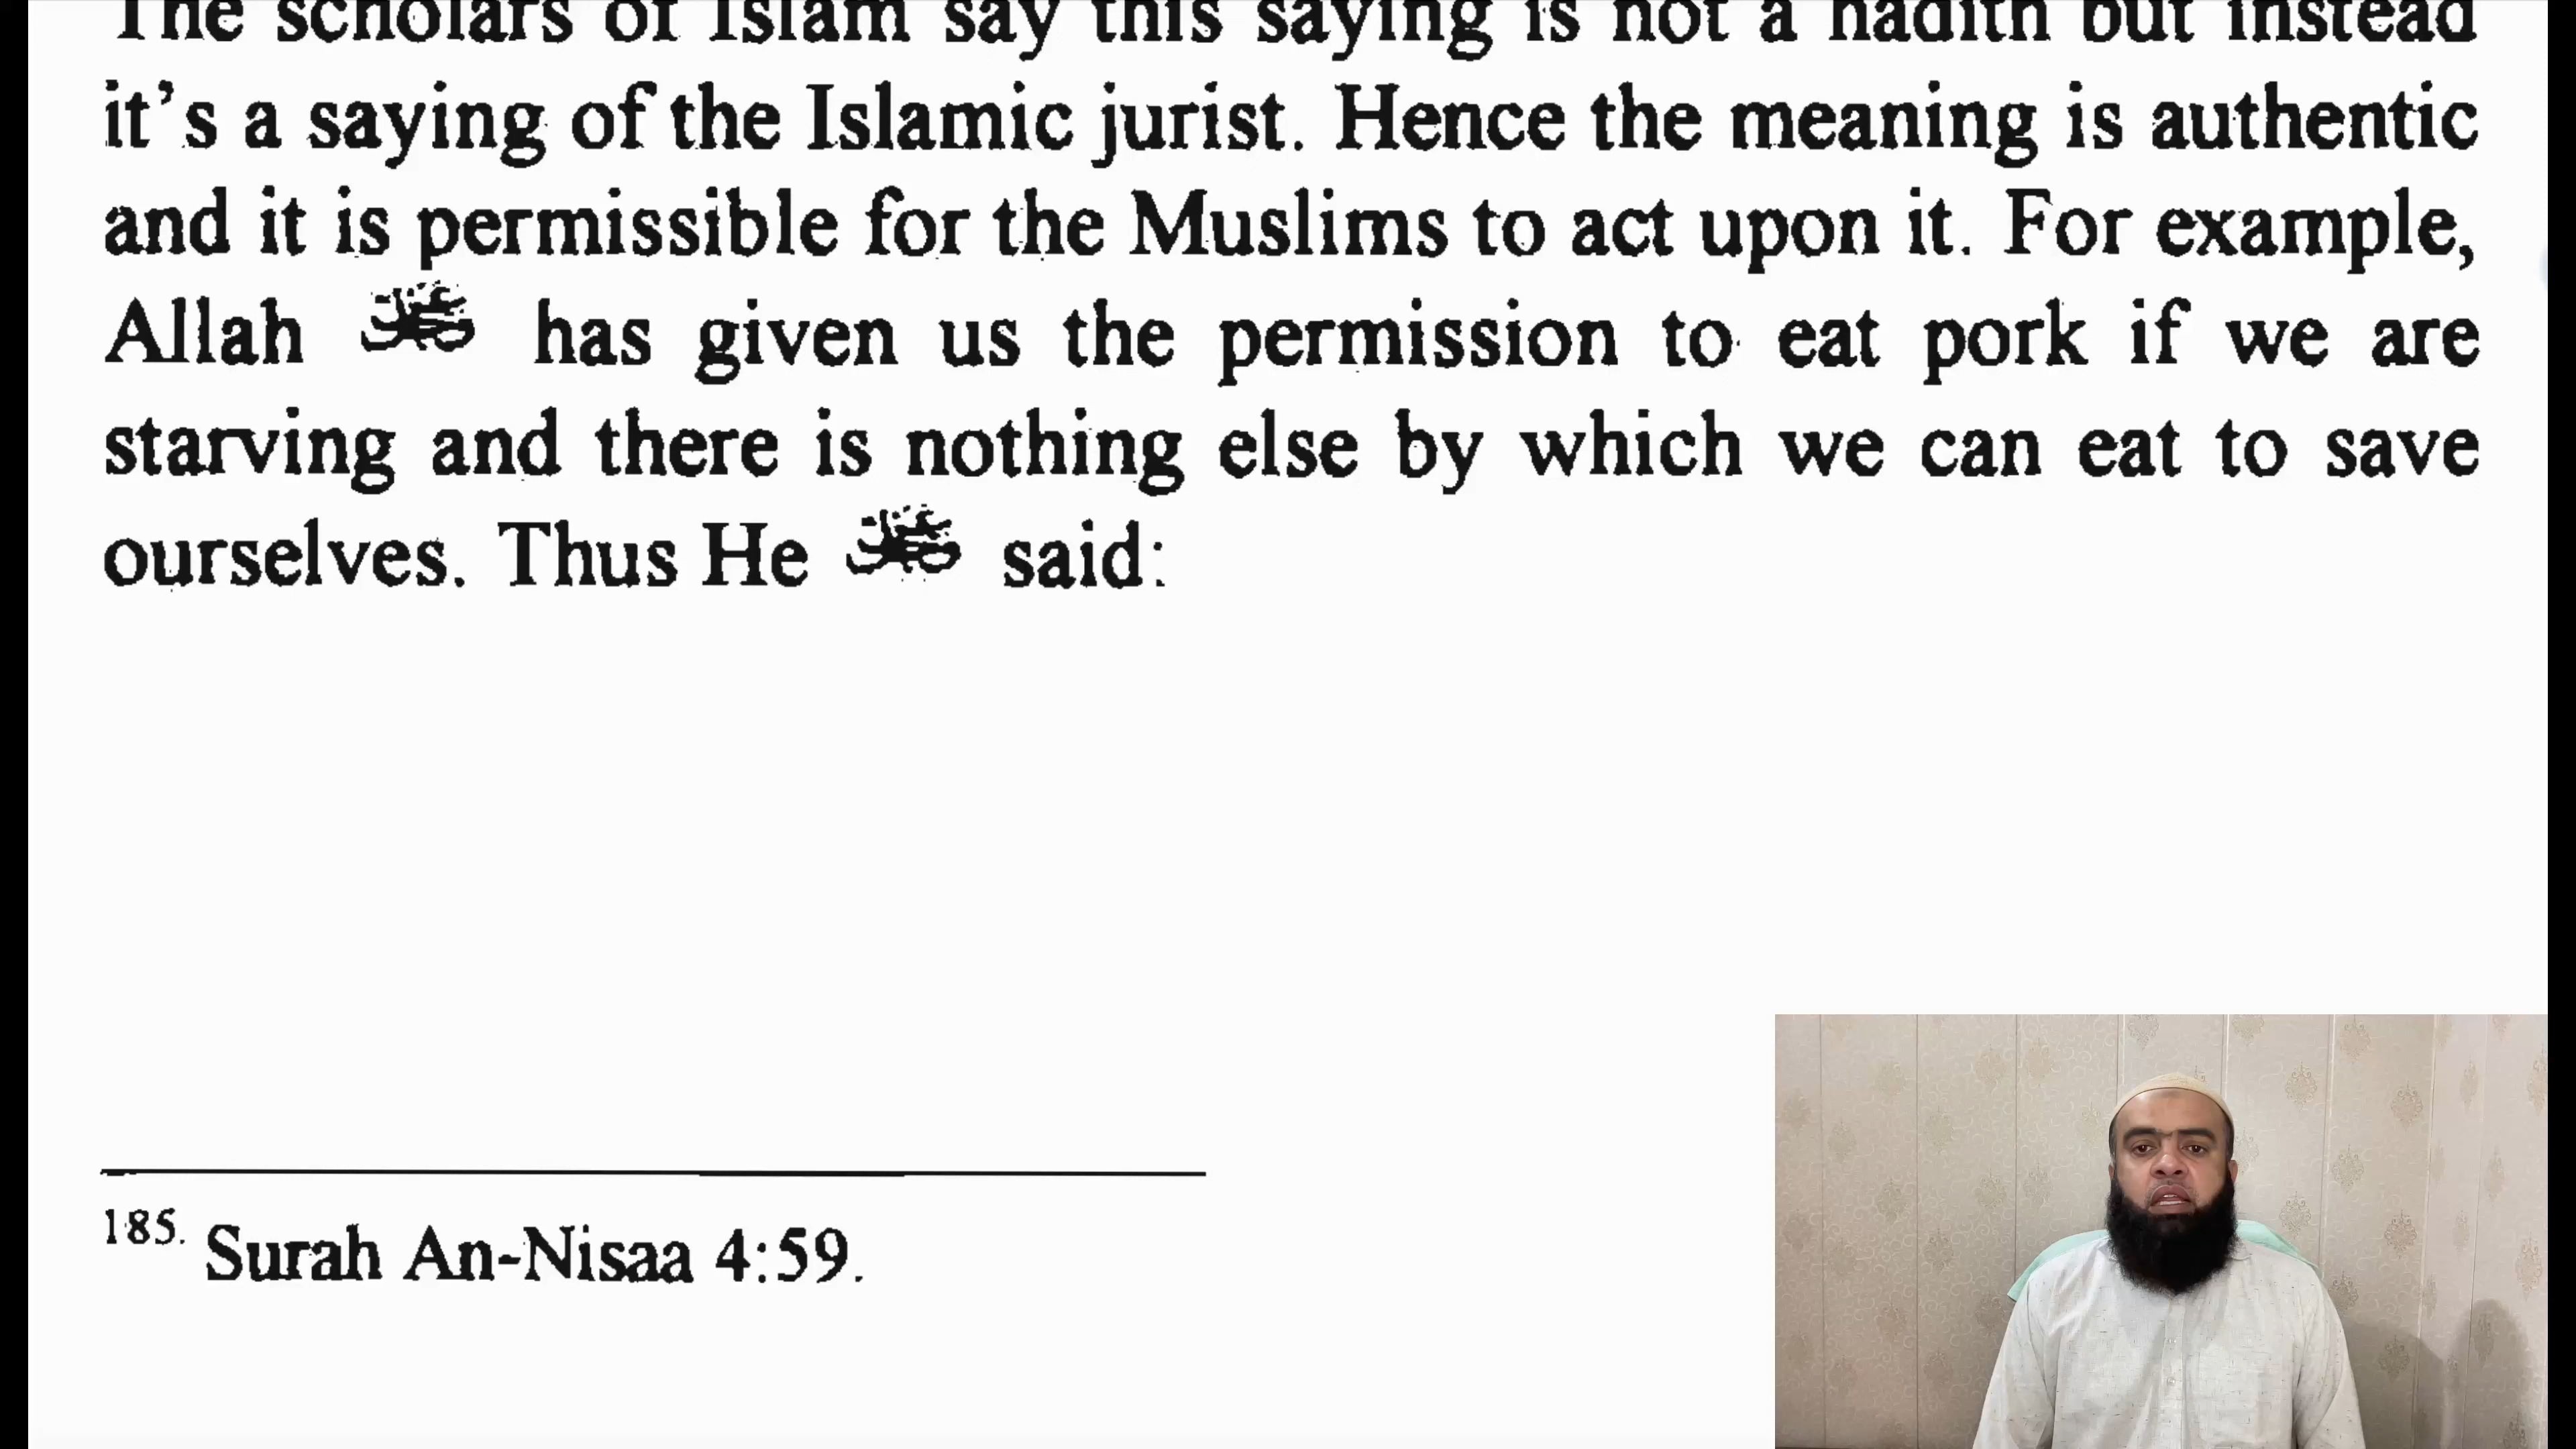 The scholars of Islam say this saying is not a hadith but instead
it's a saying of the Islamic jurist. Hence the meaning is authentic
and it is permissible for the Muslims to act upon it. For example,
Allah has given us the permission to eat pork if we are
starving and there is nothing else by which we can eat to save
ourselves. Thus He said:
185. Surah An-Nisaa 4:59.